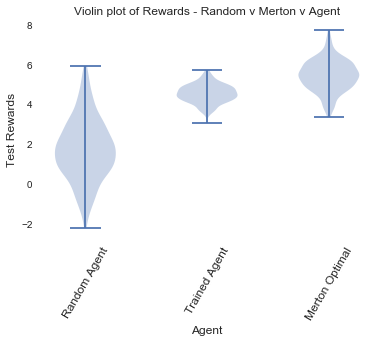 Violin plot of Rewards - Random v Merton v Agent
8
6
4
2
0
−2
Test Rewards
Random Agent
Trained Agent
Merton Optimal
Agent